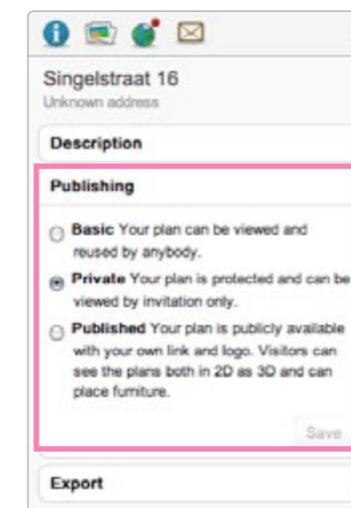 Singelstraat 16
Unknown address
Description
Publishing
Basic Your plan can be viewed and
reused by anybody.
Private Your plan is protected and can be
viewed by invitation only.
Published Your plan is publicly available
with your own link and logo. Visitors can
see the plans both in 2D as 3D and can
place furniture.
Save
Export